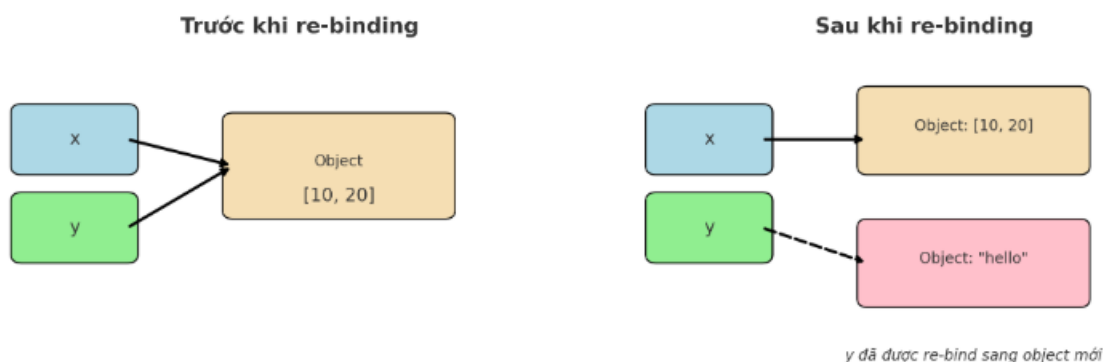 Trước khi re-binding
x
y
Object
[10, 20]
Sau khi re-binding
x
y
Object: [10, 20]
Object: "hello"
y đã được re-bind sang object mới